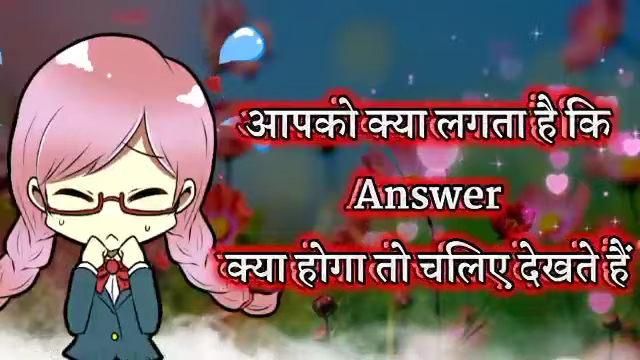 आपको क्या लगता है कि
Answer
क्या होगा तो चलिए देखते हैं